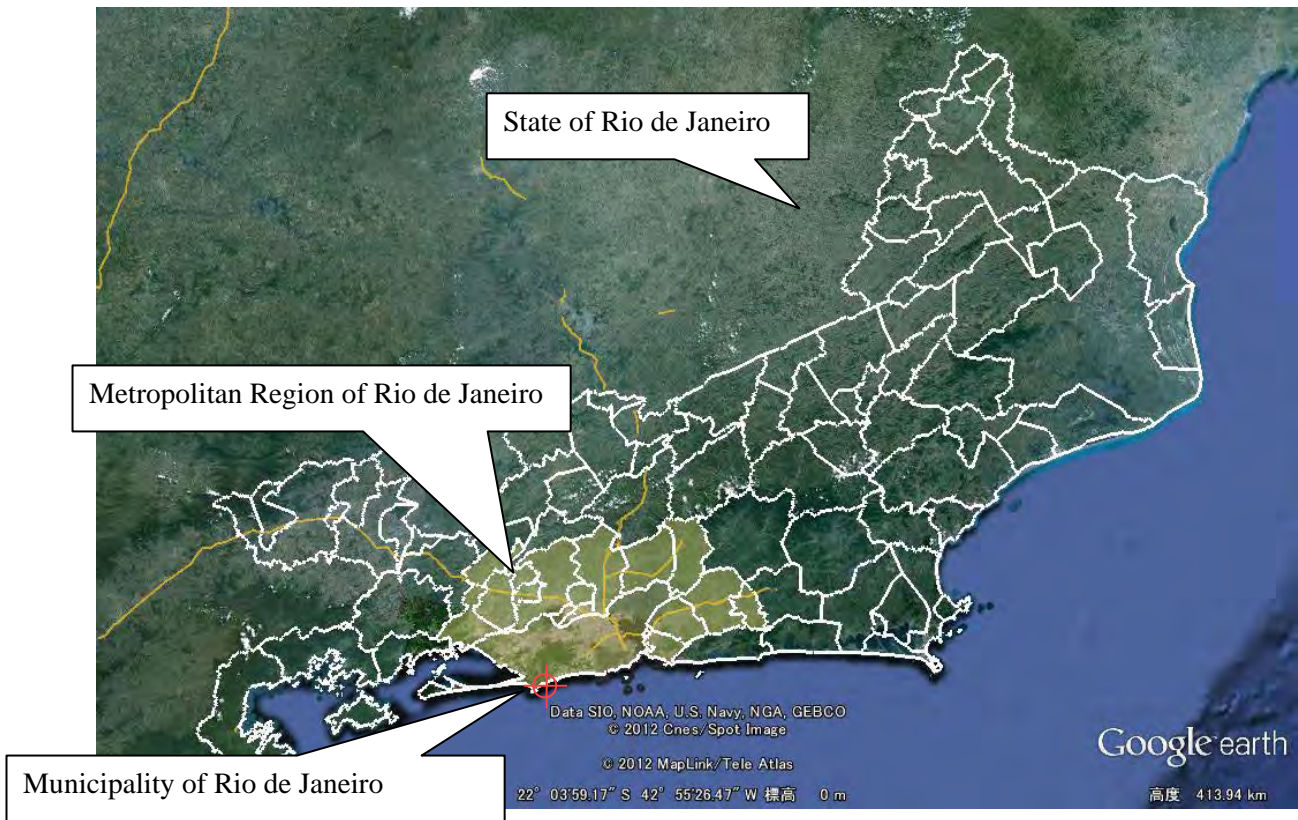 State of Rio de Janeiro
Metropolitan Region of Rio de Janeiro
Data SIO, NOAA, U.S. Navy, NGA, GEBCO
© 2012 Cnes/Spot Image
Google earth
© 2012 MapLink/Tele Atlas
Municipality of Rio de Janeiro
22° 03'59.17" S 42° 55'26.47" W 標高 0 m
高度 413.94 km